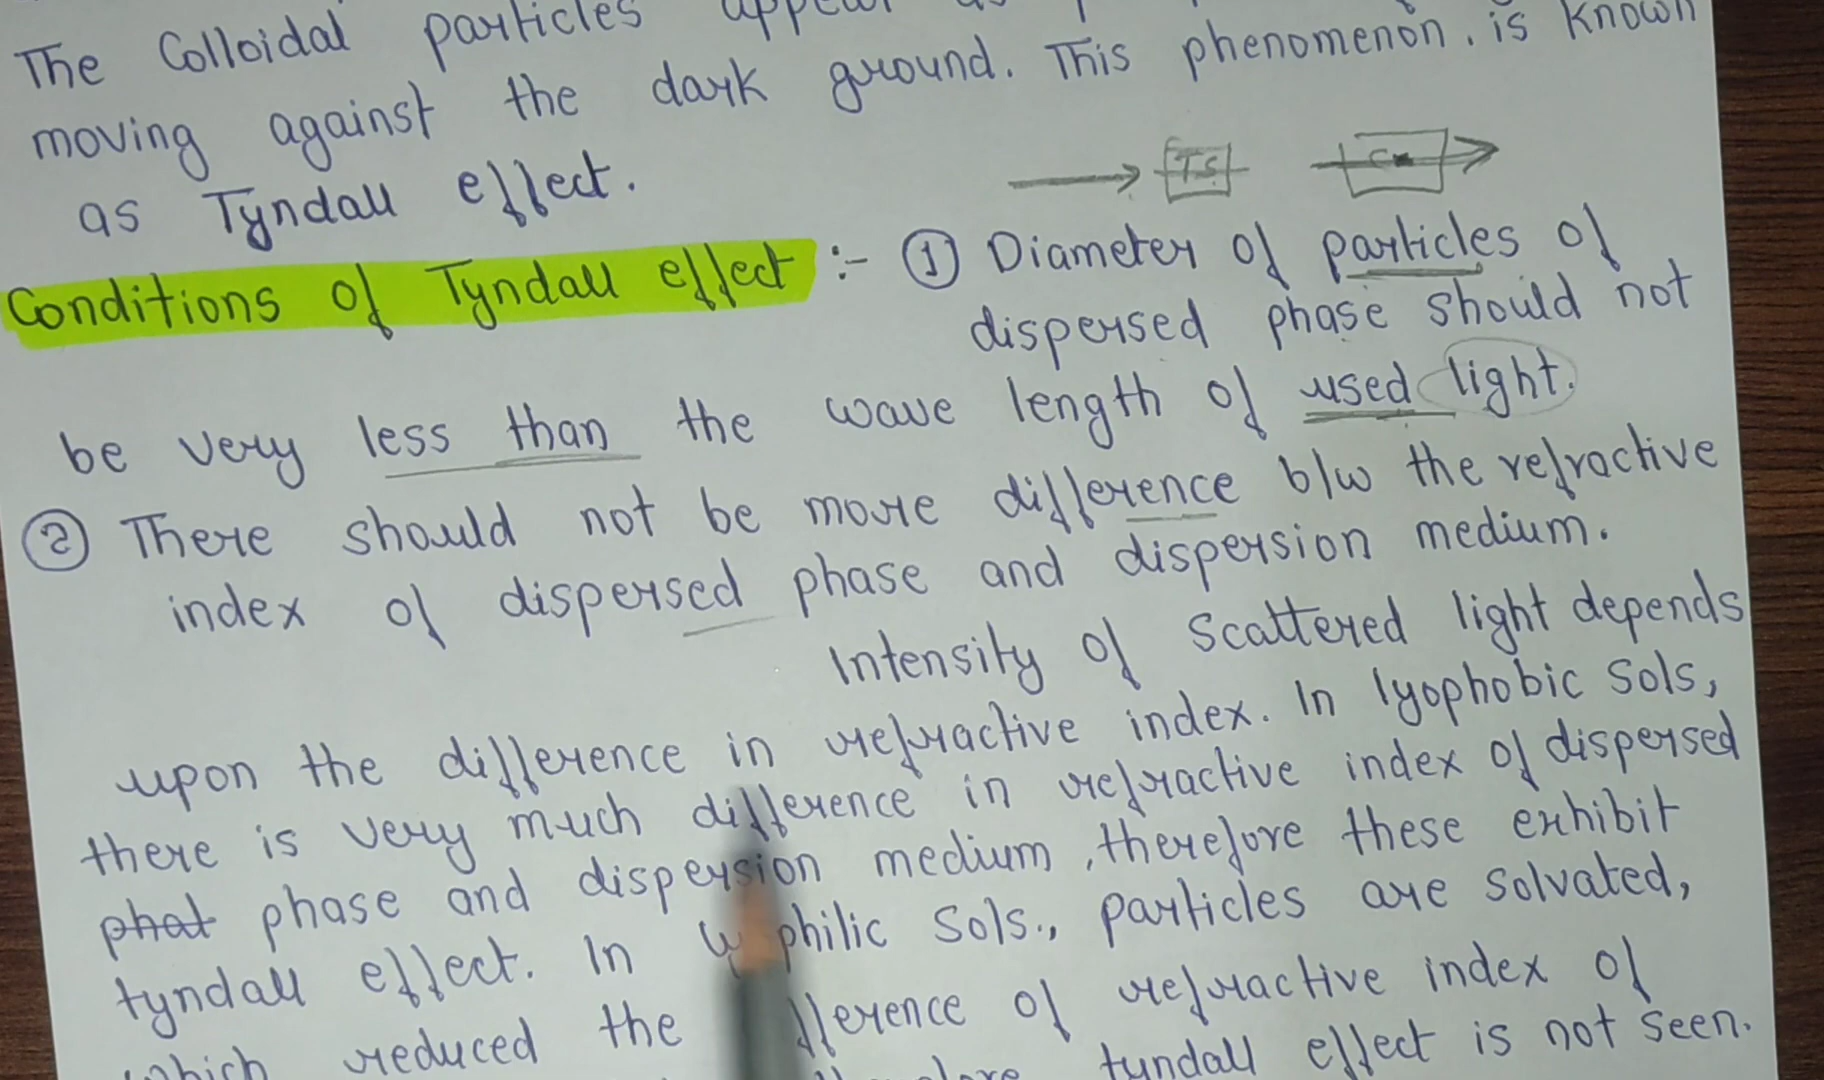 The Colloidal particles appear
moving against the dark ground. This phenomenon. is known
as Tyndall effect.
TS
Conditions of Tyndall effect :- ① Diameter of particles of
dispersed phase should not
be very less than the wave length of used light.
② There should not be more difference b/w the refractive
index of dispersed phase and dispersion medium.
Intensity of scattered light depends
upon the difference in refractive index. In lyophobic sols,
there is very much difference in refractive index of dispersed
phat phase and dispersion medium, therefore these exhibit
tyndall effect. In philic sols., particles are solvated,
which reduced the fference of refractive index of
tyndall effect is not seen.